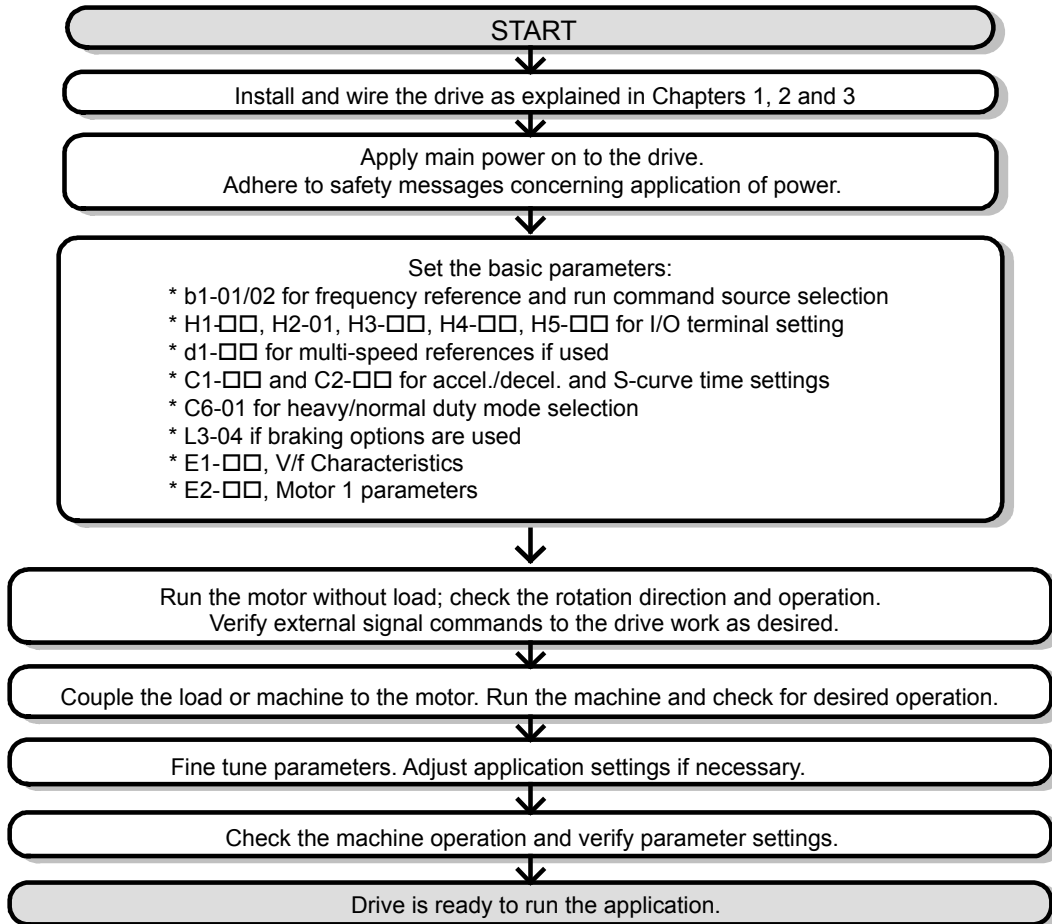 START
Install and wire the drive as explained in Chapters 1, 2 and 3
Apply main power on to the drive.
Adhere to safety messages concerning application of power.
Set the basic parameters:
* b1-01/02 for frequency reference and run command source selection
* H1-□□, H2-01, H3-□□, H4-□□, H5-□□ for I/O terminal setting
* d1-□□ for multi-speed references if used
* C1-□□ and C2-□□ for accel./decel. and S-curve time settings
* C6-01 for heavy/normal duty mode selection
* L3-04 if braking options are used
* E1-□□, V/f Characteristics
* E2-□□, Motor 1 parameters
Run the motor without load; check the rotation direction and operation.
Verify external signal commands to the drive work as desired.
Couple the load or machine to the motor. Run the machine and check for desired operation.
Fine tune parameters. Adjust application settings if necessary.
Check the machine operation and verify parameter settings.
Drive is ready to run the application.